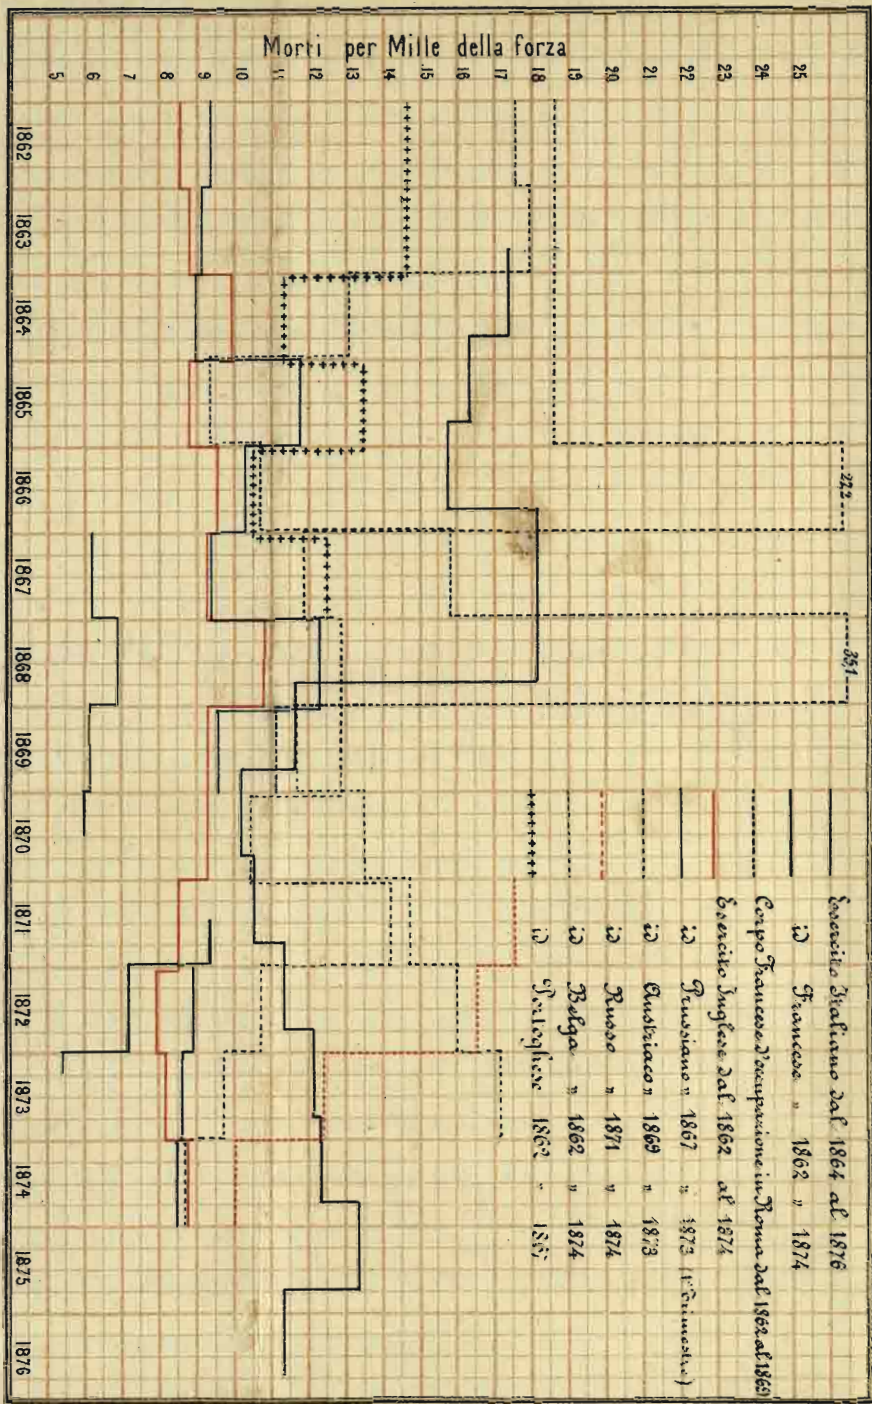 Morti per Mille della forza
5 6 7 8 9 10 11 12 13 14 15 16 17 18 19 20 21 22 23 24 25
27,2
35,1
Esercito Italiano dal 1864 al 1876
id Francese " 1862 " 1874
Corpo Francese d'occupazione in Roma dal 1862 al 1869
Esercito Inglese dal 1862 al 1874
id Prussiano " 1867 " 1873 (1° trimestre)
id Austriaco " 1869 " 1873
id Russo " 1871 " 1874
id Belga " 1862 " 1874
id Portoghese 1862 " 1867
1862 1863 1864 1865 1866 1867 1868 1869 1870 1871 1872 1873 1874 1875 1876